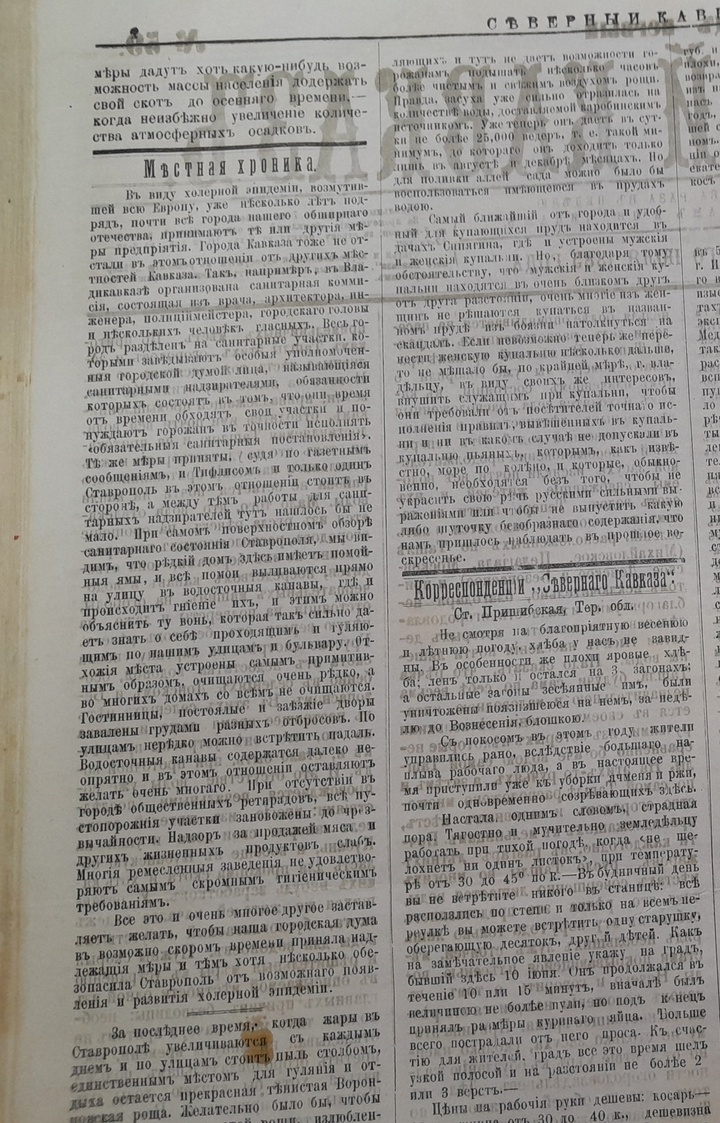 СѢВЕРНЫЙ КАВ
мѣры дадутъ хоть какую-нибудь воз-
можность массы населенія додержать
свой скотъ до осенняго времени,—
когда неизбѣжно увеличеніе количе-
ства атмосферныхъ осадковъ.
Мѣстная хроника.
Въ виду холерной эпидеміи, возмутив-
шей всю Европу, уже нѣсколько лѣтъ под-
рядъ, почти всѣ города нашего обширнаго
отечества, принимаютъ тѣ или другія мѣ-
ры предпріятія. Города Кавказа тоже не от-
стали въ этомъ отношеніи отъ другихъ мѣс-
тностей Кавказа. Такъ, напримѣръ, въ Вла-
дикавказѣ организована санитарная комми-
сія, состоящая изъ врача, архитектора, ин-
женера, полиціимейстера, городскаго головы
и нѣсколькихъ человѣкъ гласныхъ. Весь го-
родъ раздѣленъ на санитарные участки, ко-
торыми завѣдываютъ особыя уполномочен-
ныя городской думой лица, называющіяся
санитарными надзирателями, обязанности
которыхъ состоятъ въ томъ, что они время
отъ времени обходятъ свои участки и по-
нуждаютъ горожанъ въ точности исполнять
«обязательныя санитарныя постановленія».
Тѣ же мѣры приняты, судя по газетнымъ
сообщеніямъ, и Тифлисомъ и только одинъ
Ставрополь въ этомъ отношеніи стоитъ въ
сторонѣ, а между тѣмъ работы для сани-
тарныхъ надзирателей тутъ нашлось бы не
мало. При самомъ поверхностномъ обзорѣ
санитарнаго состоянія Ставрополя, мы ви-
димъ, что рѣдкій домъ здѣсь имѣетъ помой-
ныя ямы, и всѣ помои выливаются прямо
на улицу въ водосточныя канавы, гдѣ и
происходитъ гніеніе ихъ, и этимъ можно
объяснить ту вонь, которая такъ сильно да-
етъ знать о себѣ проходящимъ и гуляю-
щимъ по нашимъ улицамъ и бульвару. От-
хожія мѣста устроены самымъ примитив-
нымъ образомъ, очищаются очень рѣдко, а
во многихъ домахъ со всѣмъ не очищаются.
Гостинницы, постоялые и заѣзжіе дворы
завалены грудами разныхъ отбросовъ. По
улицамъ нерѣдко можно встрѣтить падаль.
Водосточныя канавы содержатся далеко не-
опрятно и въ этомъ отношеніи оставляютъ
желать очень многаго. При отсутствіи въ
городѣ общественныхъ ретирадовъ, всѣ пу-
стопорожнія участки зановожены до чрез-
вычайности. Надзоръ за продажей мяса и
другихъ жизненныхъ продуктовъ слабъ.
Многія ремесленныя заведенія не удовлетво-
ряютъ самымъ скромнымъ гигіеническимъ
требованіямъ.
Все это и очень многое другое застав-
ляетъ желать, чтобы наша городская дума
въ возможно скоромъ времени приняла над-
лежащія мѣры и тѣмъ хотя нѣсколько обе-
зопасила Ставрополь отъ возможнаго появ-
ленія и развитія холерной эпидеміи.
За послѣднее время, когда жары въ
Ставрополѣ увеличиваются съ каждымъ
днемъ и по улицамъ стоитъ пыль столбомъ,
единственнымъ мѣстомъ для гулянія и от-
дыха остается прекрасная тѣнистая Ворон-
роща. Желательно было бы, чтобы
рощи, излюблен-
ляющихъ и тутъ не даетъ возможности го-
рожанамъ подышать нѣсколько часовъ
болѣе чистымъ и свѣжимъ воздухомъ рощи.
Правда, засуха уже сильно отразилась на
количествѣ воды, доставляемой каробинскимъ
источникомъ. Уже теперь онъ даетъ въ сут-
ки не болѣе 25,000 ведеръ, т. е. такой ми-
нимумъ, до котораго онъ доходитъ только
лишь въ августѣ и декабрѣ мѣсяцахъ. Но
для поливки аллей сада можно было бы
воспользоваться имѣющеюся въ прудахъ
водою.
Самый ближайшій отъ города и удоб-
ный для купающихся прудъ находится въ
дачахъ Сипягина, гдѣ и устроены мужскія
и женскія купальни. Но, благодаря тому
обстоятельству, что мужскія и женскія ку-
пальни находятся въ очень близкомъ другъ
отъ друга разстояніи, очень многіе изъ жен-
щинъ не рѣшаются купаться въ назван-
номъ прудѣ изъ боязни натолкнуться на
скандалъ. Если невозможно теперь же пере-
нести женскую купальню нѣсколько дальше,
то не мѣшало бы, по крайней мѣрѣ, г. вла-
дѣльцу, въ виду своихъ же интересовъ,
внушить служащимъ при купальни, чтобы
они требовали отъ посѣтителей точнаго ис-
полненія правилъ, вывѣшенныхъ въ купаль-
ни и ни въ какомъ случаѣ не допускали въ
купальню пьяныхъ, которымъ, какъ извѣ-
стно, море по колѣно, и которые, обыкно-
венно, необходятся безъ того, чтобы не
украсить свою рѣчь русскими сильными вы-
раженіями или чтобы не выпустить какую
либо шуточку безобразнаго содержанія, что
намъ пришлось наблюдать въ прошлое во-
скресенье.
Корреспонденціи „Сѣвернаго Кавказа“.
Ст. Пришибская, Тер. обл.
Не смотря на благопріятную весеннюю
и лѣтнюю погоду, хлѣба у насъ не завид-
ны. Въ особенности же плохи яровые хлѣ-
ба; ленъ только и остался на 3 загонахъ;
а остальные загоны засѣянные имъ, были
уничтожены появляющеюся на немъ, за недѣ-
лю до Вознесенія, блошкою.
Съ покосомъ въ этомъ году, жители
управились рано, вслѣдствіе большаго на-
плыва рабочаго люда, а въ настоящее вре-
мя приступили уже къ уборки ячменя и ржи,
почти одновременно созрѣвающихъ здѣсь.
Настала однимъ словомъ, страдная
пора. Тягостно и мучительно земледѣльцу
работать при тихой погодѣ, когда «не ше-
лохнетъ ни одинъ листокъ», при температу-
рѣ отъ 30 до 45° по к.—Въ будничный день
вы не встрѣтите никого въ станицѣ: всѣ
располались по степи и только на всемъ пе-
реулкѣ вы можете встрѣтить одну старушку,
оберегающую десятокъ, другой дѣтей. Какъ
на замѣчательное явленіе укажу на градъ,
бывшій здѣсь 10 іюня. Онъ продолжался въ
теченіе 10 или 15 минутъ, вначалѣ былъ
величиною не болѣе пули, но подъ конецъ
принялъ размѣры куринаго яйца. Больше
всего пострадали отъ него проса. Къ счас-
тію для жителей, градъ все это время шелъ
узкой полосой и на разстояніи не болѣе 2
или 3 верстъ.—
Цѣны на рабочія руки дешевы: косарь—
отъ 30 до 40 к., дешевизна